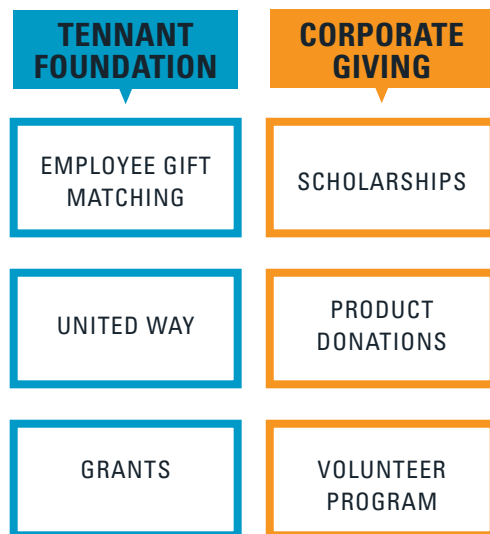 TENNANT
FOUNDATION
EMPLOYEE GIFT
MATCHING
UNITED WAY
GRANTS
CORPORATE
GIVING
SCHOLARSHIPS
PRODUCT
DONATIONS
VOLUNTEER
PROGRAM